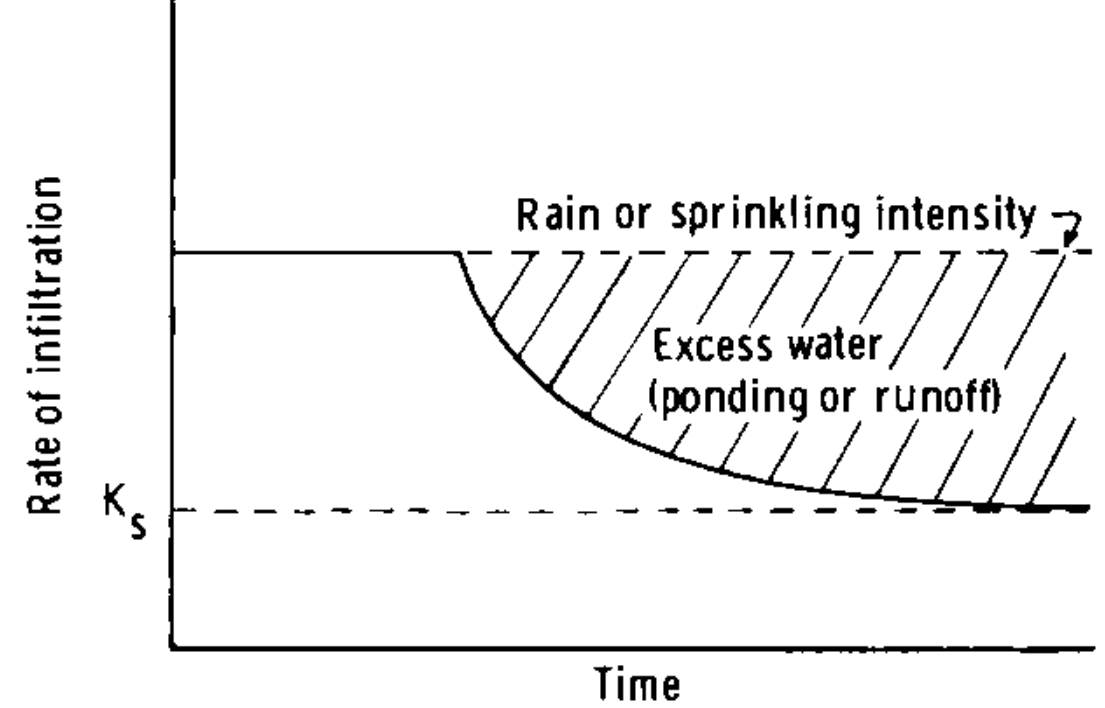 Rain or sprinkling intensity
Excess water
(ponding or runoff)
Rate of infiltration
Ks
Time